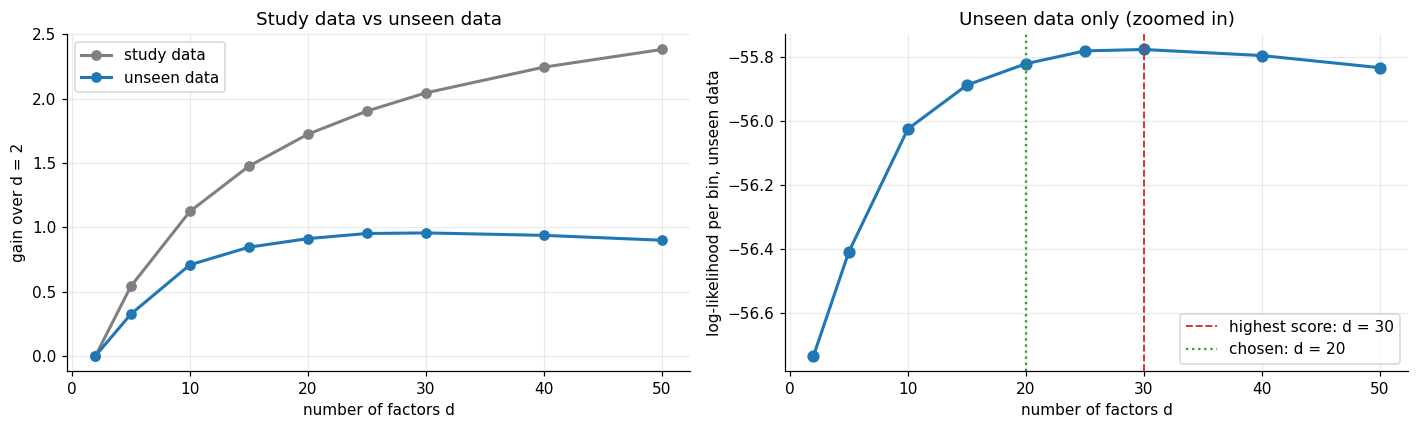 Study data vs unseen data
study data
unseen data
gain over d = 2
2.5
2.0
1.5
1.0
0.5
0.0
0 10 20 30 40 50
number of factors d
Unseen data only (zoomed in)
log-likelihood per bin, unseen data
−55.8
−56.0
−56.2
−56.4
−56.6
highest score: d = 30
chosen: d = 20
0 10 20 30 40 50
number of factors d